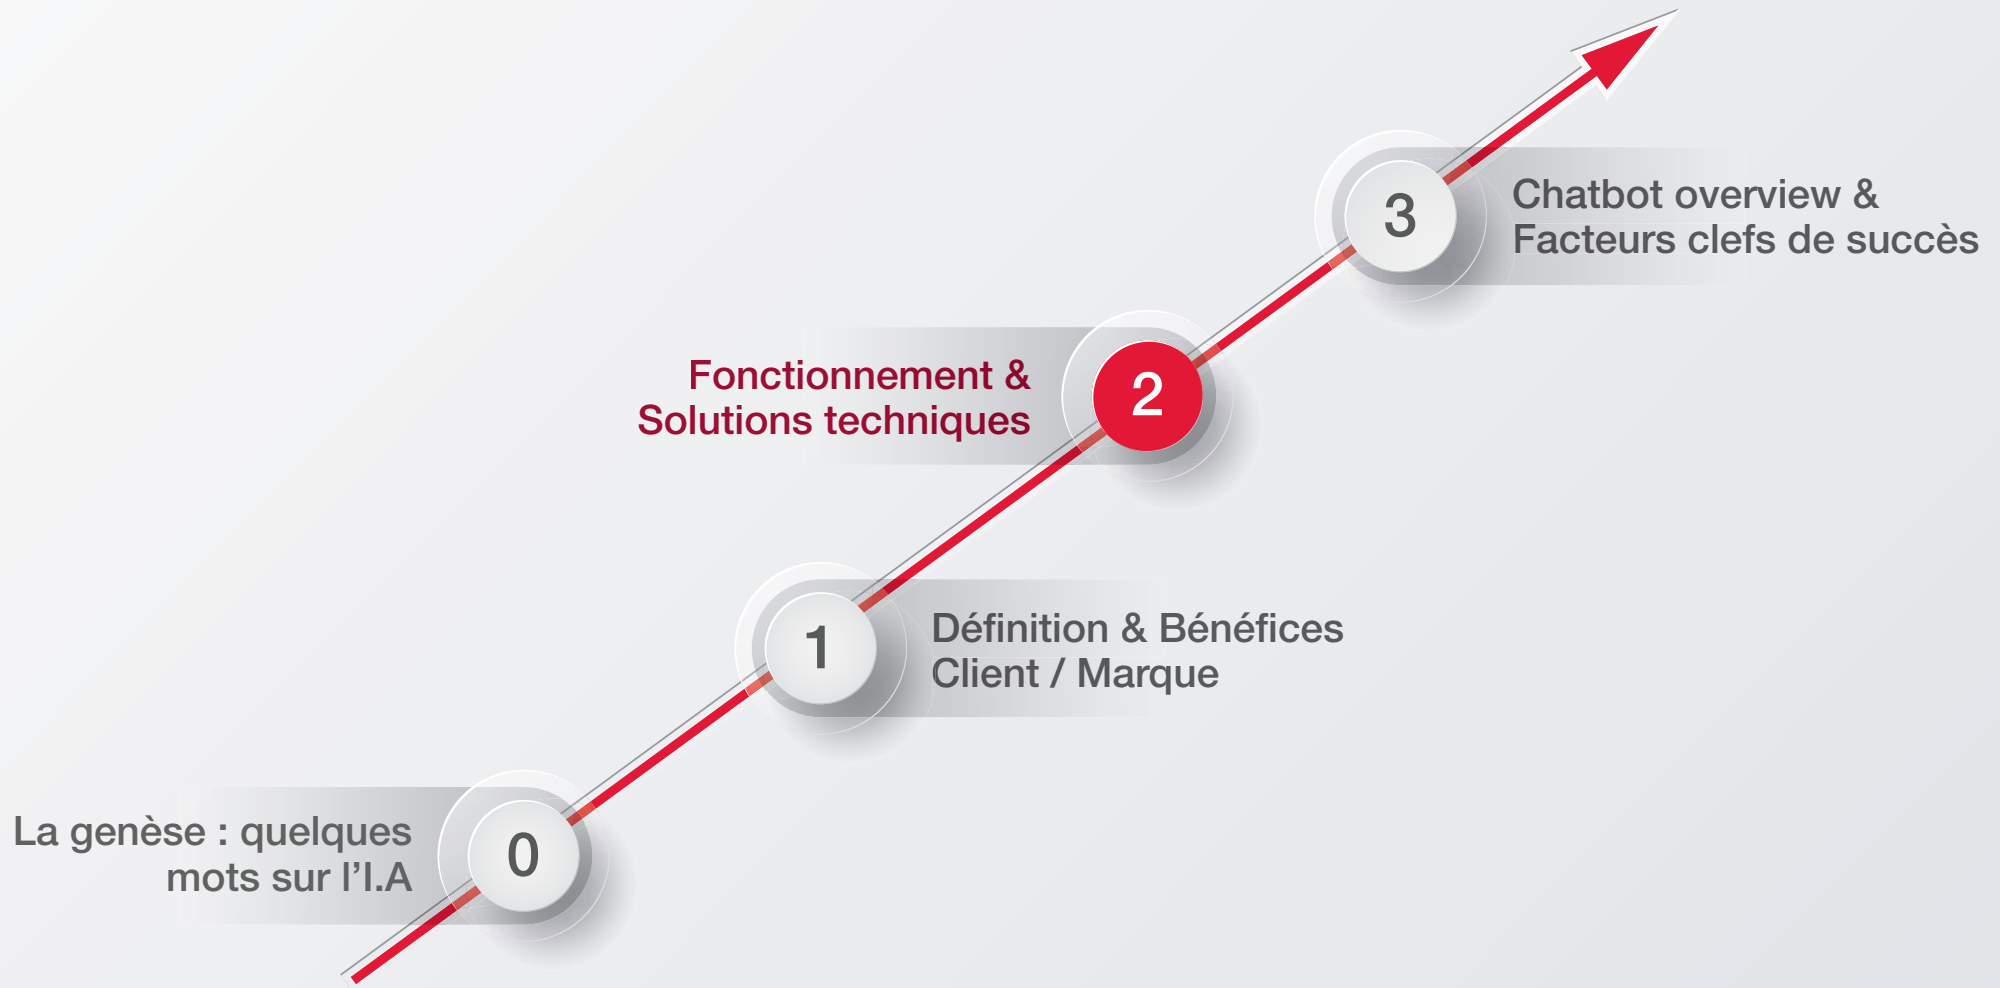 3
Chatbot overview &
Facteurs clefs de succès
Fonctionnement &
Solutions techniques
2
1
Définition & Bénéfices
Client / Marque
La genèse : quelques
mots sur l’I.A
0